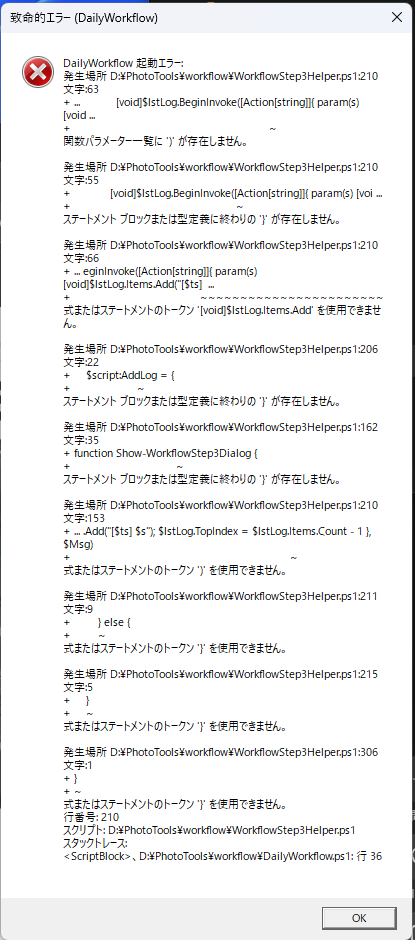 致命的エラー (DailyWorkflow)
DailyWorkflow 起動エラー:
発生場所 D:¥PhotoTools¥workflow¥WorkflowStep3Helper.ps1:210
文字:63
+ ... [void]$lstLog.BeginInvoke([Action[string]]{ param(s)
[void ...
+ ~
関数パラメーター一覧に ')' が存在しません。
発生場所 D:¥PhotoTools¥workflow¥WorkflowStep3Helper.ps1:210
文字:55
+ [void]$lstLog.BeginInvoke([Action[string]]{ param(s) [voi ...
+ ~
ステートメント ブロックまたは型定義に終わりの '}' が存在しません。
発生場所 D:¥PhotoTools¥workflow¥WorkflowStep3Helper.ps1:210
文字:66
+ ... eginInvoke([Action[string]]{ param(s)
[void]$lstLog.Items.Add("[$ts] ...
+ ~~~~~~~~~~~~~~~~~~~~~~~
式またはステートメントのトークン '[void]$lstLog.Items.Add' を使用できませ
ん。
発生場所 D:¥PhotoTools¥workflow¥WorkflowStep3Helper.ps1:206
文字:22
+ $script:AddLog = {
+ ~
ステートメント ブロックまたは型定義に終わりの '}' が存在しません。
発生場所 D:¥PhotoTools¥workflow¥WorkflowStep3Helper.ps1:162
文字:35
+ function Show-WorkflowStep3Dialog {
+ ~
ステートメント ブロックまたは型定義に終わりの '}' が存在しません。
発生場所 D:¥PhotoTools¥workflow¥WorkflowStep3Helper.ps1:210
文字:153
+ ... .Add("[$ts] $s"); $lstLog.TopIndex = $lstLog.Items.Count - 1 },
$Msg)
+ ~
式またはステートメントのトークン ')' を使用できません。
発生場所 D:¥PhotoTools¥workflow¥WorkflowStep3Helper.ps1:211
文字:9
+ } else {
+ ~
式またはステートメントのトークン '}' を使用できません。
発生場所 D:¥PhotoTools¥workflow¥WorkflowStep3Helper.ps1:215
文字:5
+ }
+ ~
式またはステートメントのトークン '}' を使用できません。
発生場所 D:¥PhotoTools¥workflow¥WorkflowStep3Helper.ps1:306
文字:1
+ }
+ ~
式またはステートメントのトークン '}' を使用できません。
行番号: 210
スクリプト: D:¥PhotoTools¥workflow¥WorkflowStep3Helper.ps1
スタックトレース:
<ScriptBlock>、D:¥PhotoTools¥workflow¥DailyWorkflow.ps1: 行 36
OK